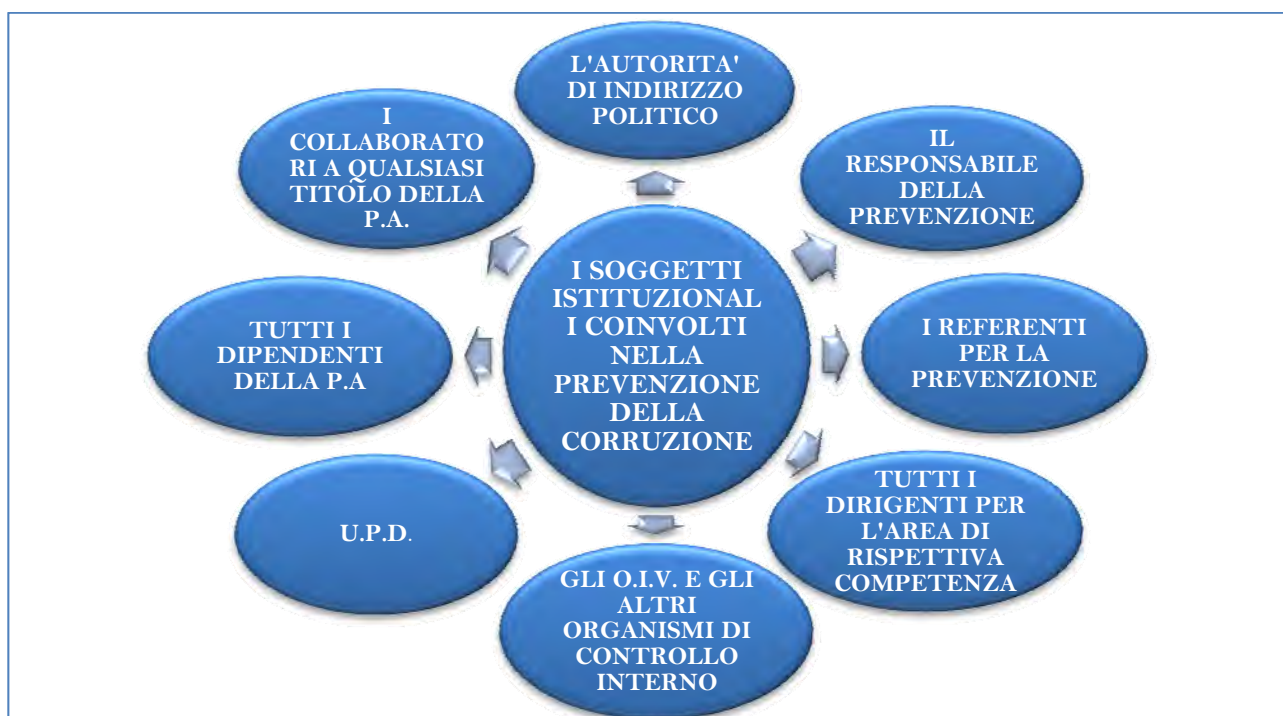 L'AUTORITA'
DI INDIRIZZO
POLITICO
IL
RESPONSABILE
DELLA
PREVENZIONE
I REFERENTI
PER LA
PREVENZIONE
TUTTI I
DIRIGENTI PER
L'AREA DI
RISPETTIVA
COMPETENZA
GLI O.I.V. E GLI
ALTRI
ORGANISMI DI
CONTROLLO
INTERNO
U.P.D.
TUTTI I
DIPENDENTI
DELLA P.A
I
COLLABORATO
RI A QUALSIASI
TITOLO DELLA
P.A.
I SOGGETTI
ISTITUZIONAL
I COINVOLTI
NELLA
PREVENZIONE
DELLA
CORRUZIONE